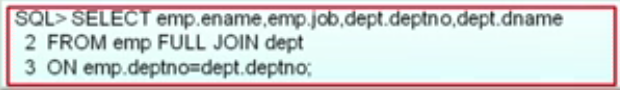 SQL> SELECT emp.ename,emp.job,dept.deptno,dept.dname
2 FROM emp FULL JOIN dept
3 ON emp.deptno=dept.deptno;